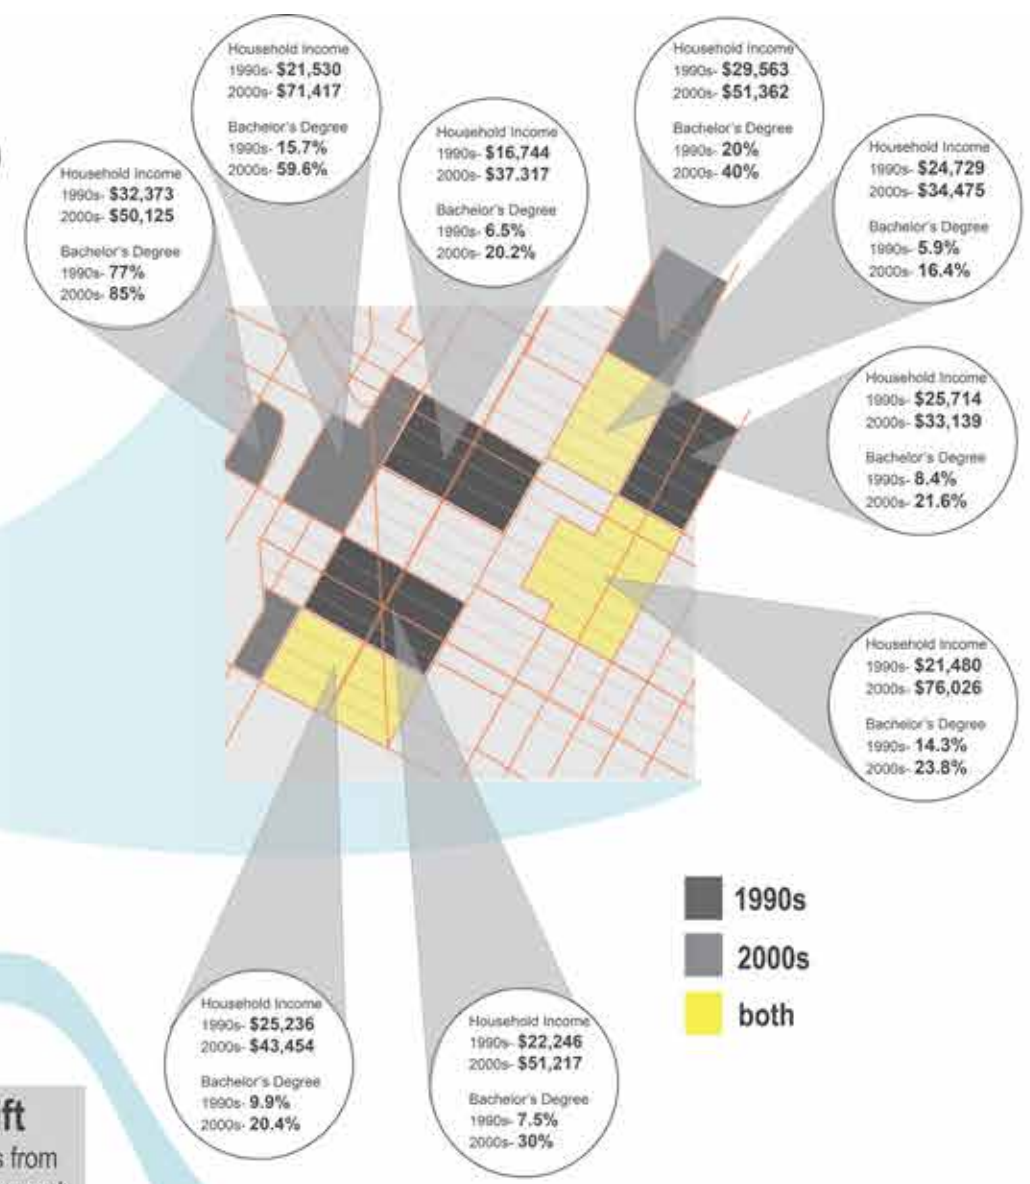 Household Income
1990s- $21,530
2000s- $71,417
Bachelor's Degree
1990s- 15.7%
2000s- 59.6%
Household Income
1990s- $29,563
2000s- $51,362
Bachelor's Degree
1990s- 20%
2000s- 40%
Household Income
1990s- $16,744
2000s- $37.317
Bachelor's Degree
1990s- 6.5%
2000s- 20.2%
Household Income
1990s- $24,729
2000s- $34,475
Bachelor's Degree
1990s- 5.9%
2000s- 16.4%
Household Income
1990s- $32,373
2000s- $50,125
Bachelor's Degree
1990s- 77%
2000s- 85%
Household Income
1990s- $25,714
2000s- $33,139
Bachelor's Degree
1990s- 8.4%
2000s- 21.6%
Household Income
1990s- $21,480
2000s- $76,026
Bachelor's Degree
1990s- 14.3%
2000s- 23.8%
1990s
2000s
both
Household Income
1990s- $25,236
2000s- $43,454
Bachelor's Degree
1990s- 9.9%
2000s- 20.4%
Household Income
1990s- $22,246
2000s- $51,217
Bachelor's Degree
1990s- 7.5%
2000s- 30%
ft
s from